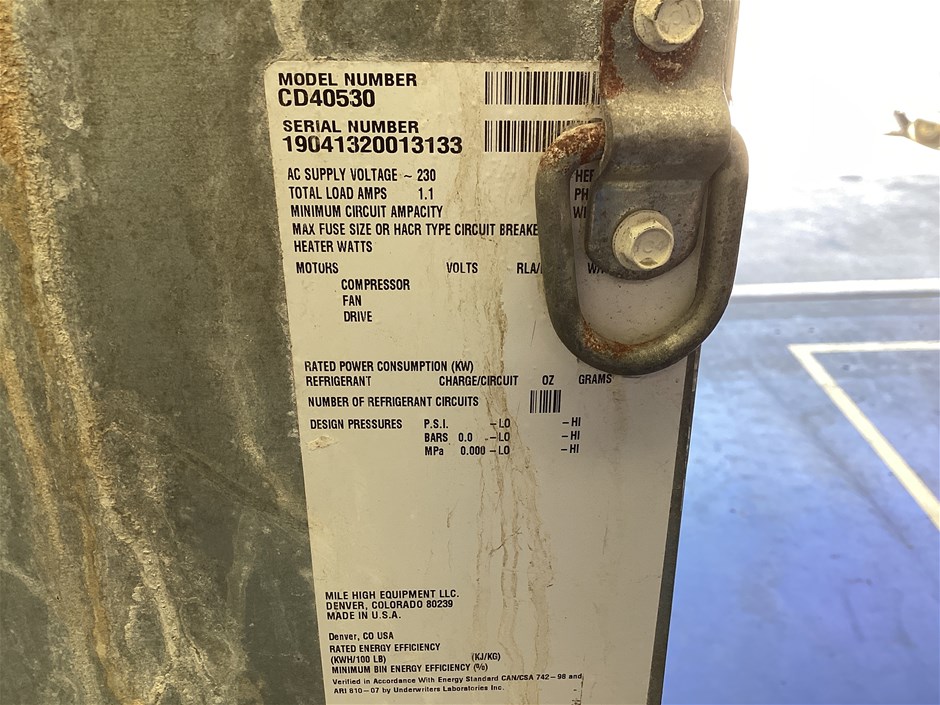 MODEL NUMBER
CD40530
SERIAL NUMBER
19041320013133
AC SUPPLY VOLTAGE ~ 230
TOTAL LOAD AMPS 1.1
MINIMUM CIRCUIT AMPACITY
MAX FUSE SIZE OR HACR TYPE CIRCUIT
HEATER WATTS
MOTORS VOLTS
COMPRESSOR
FAN
DRIVE
RATED POWER CONSUMPTION (KW)
REFRIGERANT CHARGE/CIRCUIT OZ GRAMS
NUMBER OF REFRIGERANT CIRCUITS
DESIGN PRESSURES P.S.I. – LO – HI
BARS 0.0 – LO – HI
MPa 0.000 – LO – HI
MILE HIGH EQUIPMENT LLC.
DENVER, COLORADO 80239
MADE IN U.S.A.
Denver, CO USA
RATED ENERGY EFFICIENCY
(KWH/100 LB) (KJ/KG)
MINIMUM BIN ENERGY EFFICIENCY (%)
Verified in Accordance With Energy Standard CAN/CSA 742–98 and
ARI 810–07 by Underwriters Laboratories Inc.